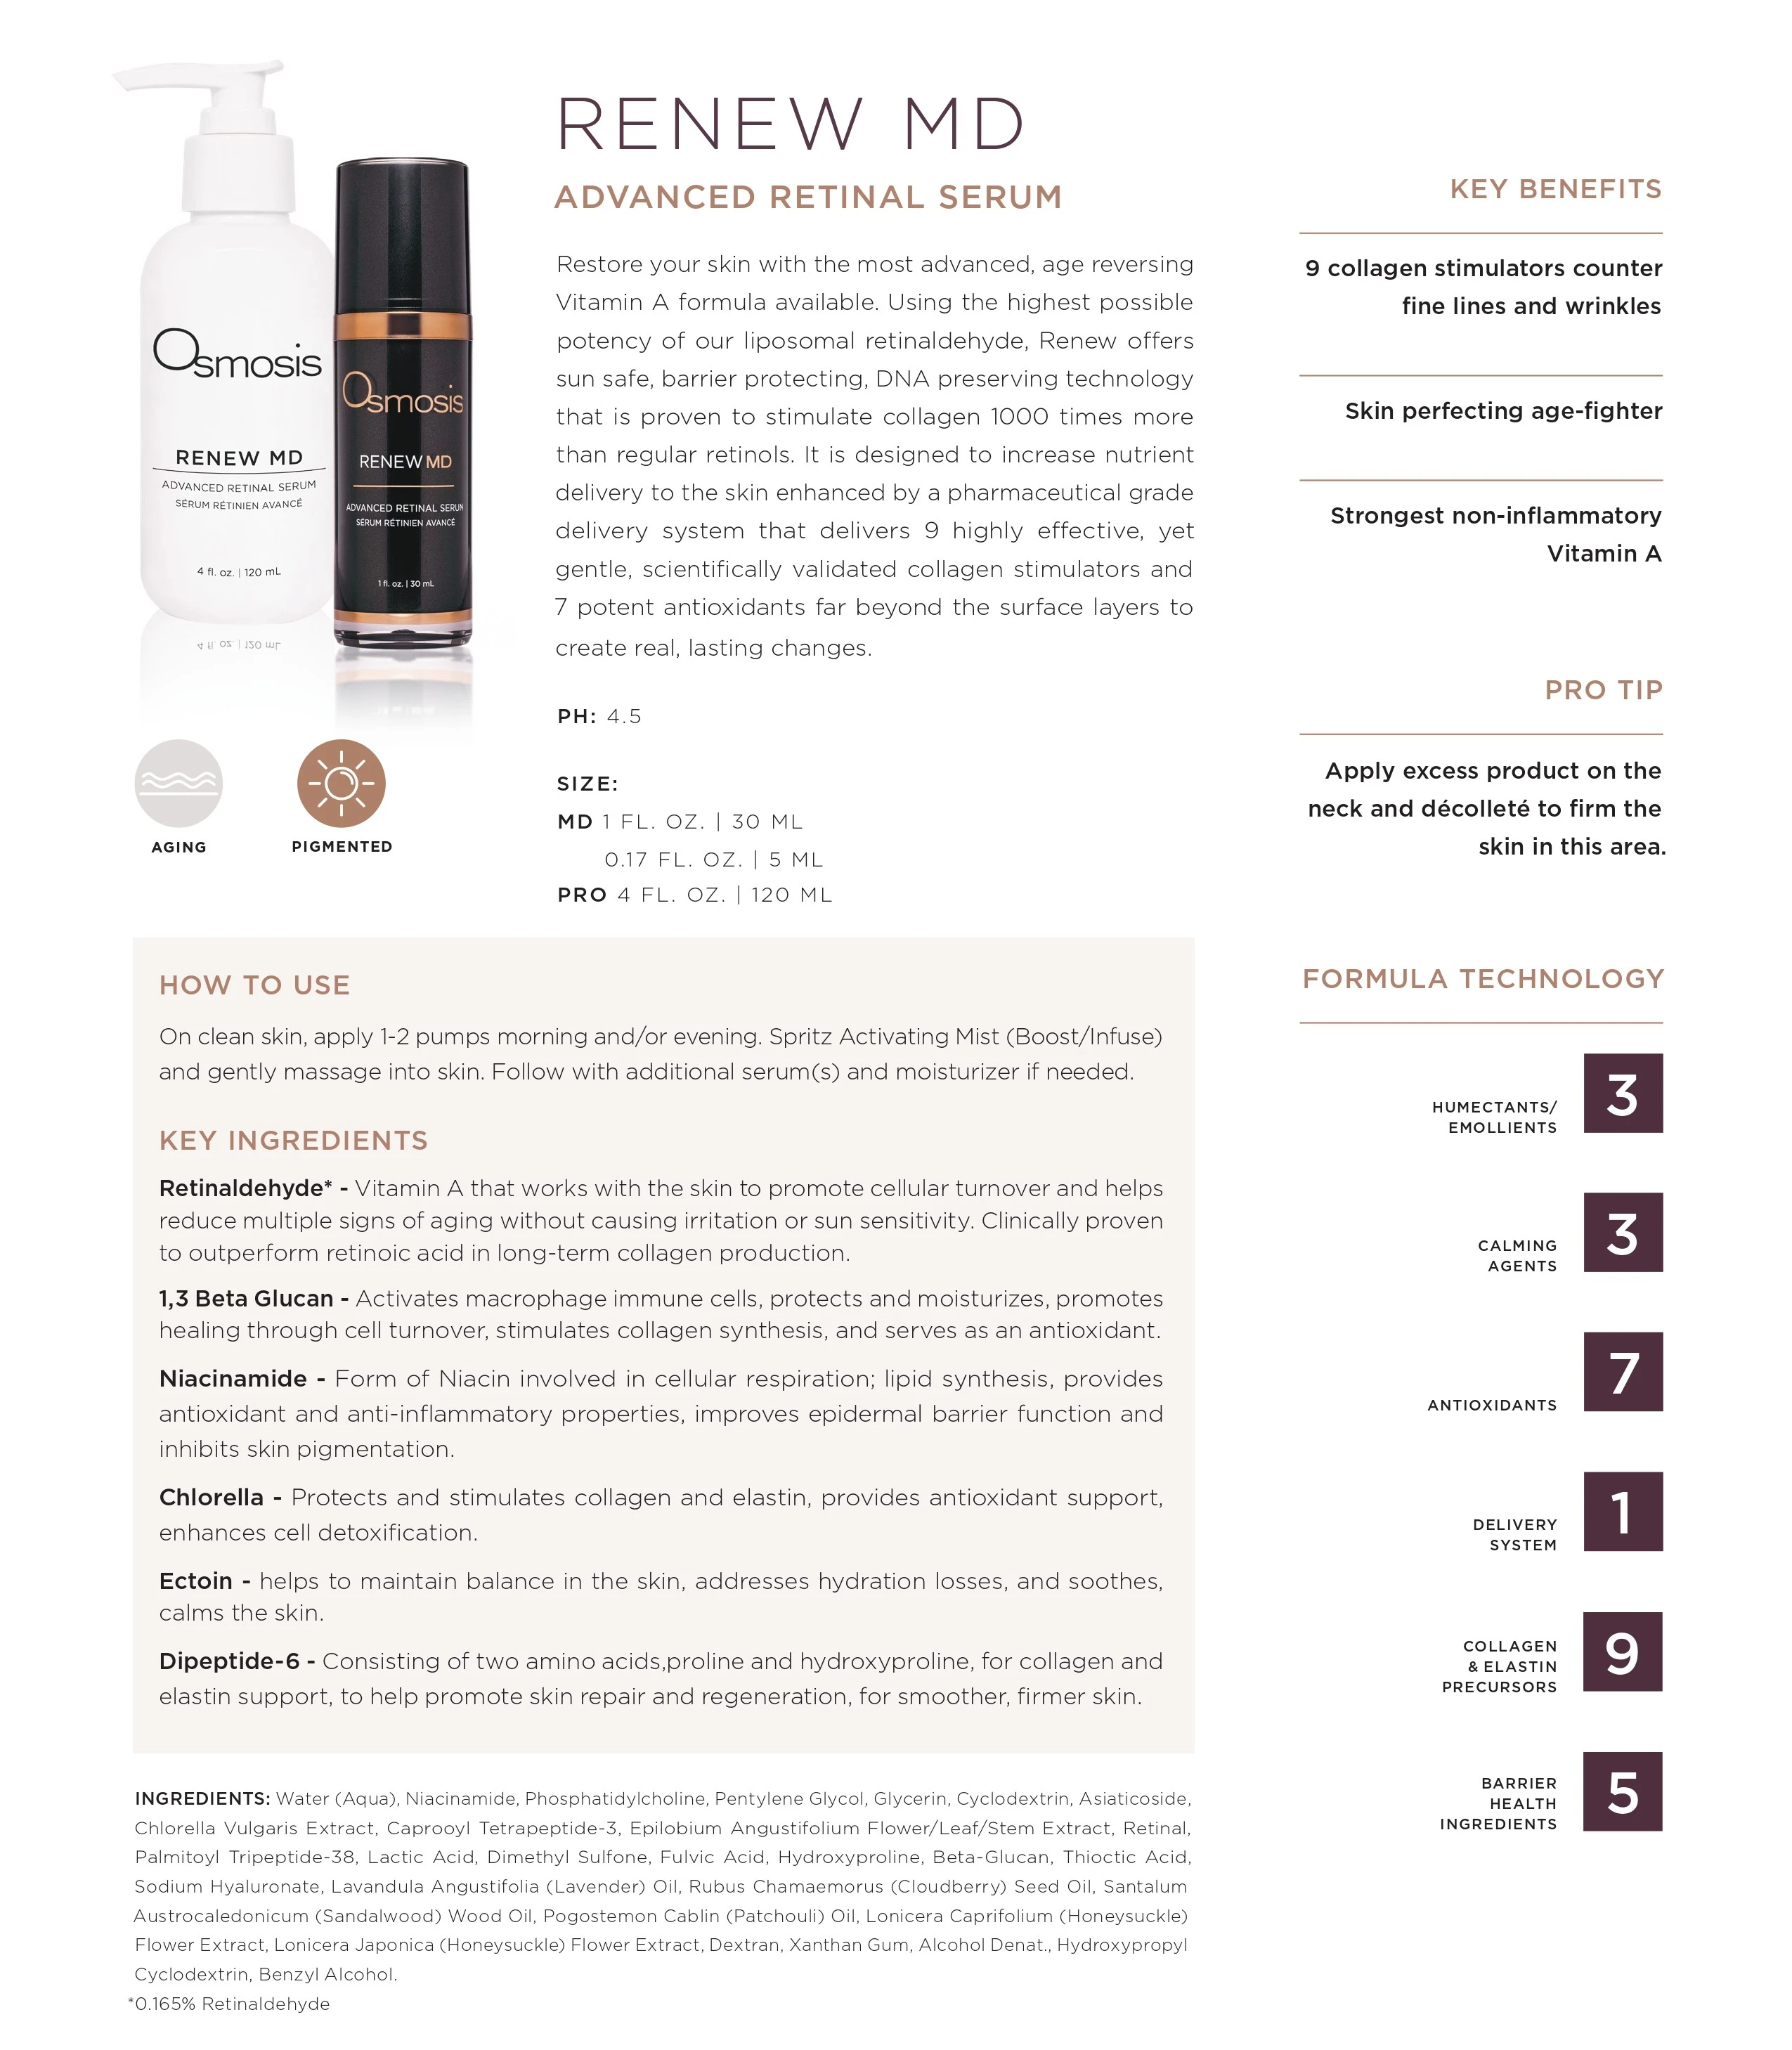 Osmosis
RENEW MD
ADVANCED RETINAL SERUM
SÉRUM RÉTINIEN AVANCÉ
4 fl. oz. | 120 mL
Osmosis
RENEW MD
ADVANCED RETINAL SERUM
SÉRUM RÉTINIEN AVANCÉ
1 fl. oz. | 30 mL
AGING
PIGMENTED
RENEW MD
ADVANCED RETINAL SERUM
Restore your skin with the most advanced, age reversing
Vitamin A formula available. Using the highest possible
potency of our liposomal retinaldehyde, Renew offers
sun safe, barrier protecting, DNA preserving technology
that is proven to stimulate collagen 1000 times more
than regular retinols. It is designed to increase nutrient
delivery to the skin enhanced by a pharmaceutical grade
delivery system that delivers 9 highly effective, yet
gentle, scientifically validated collagen stimulators and
7 potent antioxidants far beyond the surface layers to
create real, lasting changes.
PH: 4.5
SIZE:
MD 1 FL. OZ. | 30 ML
0.17 FL. OZ. | 5 ML
PRO 4 FL. OZ. | 120 ML
KEY BENEFITS
9 collagen stimulators counter
fine lines and wrinkles
Skin perfecting age-fighter
Strongest non-inflammatory
Vitamin A
PRO TIP
Apply excess product on the
neck and décolleté to firm the
skin in this area.
HOW TO USE
On clean skin, apply 1-2 pumps morning and/or evening. Spritz Activating Mist (Boost/Infuse)
and gently massage into skin. Follow with additional serum(s) and moisturizer if needed.
KEY INGREDIENTS
Retinaldehyde* - Vitamin A that works with the skin to promote cellular turnover and helps
reduce multiple signs of aging without causing irritation or sun sensitivity. Clinically proven
to outperform retinoic acid in long-term collagen production.
1,3 Beta Glucan - Activates macrophage immune cells, protects and moisturizes, promotes
healing through cell turnover, stimulates collagen synthesis, and serves as an antioxidant.
Niacinamide - Form of Niacin involved in cellular respiration; lipid synthesis, provides
antioxidant and anti-inflammatory properties, improves epidermal barrier function and
inhibits skin pigmentation.
Chlorella - Protects and stimulates collagen and elastin, provides antioxidant support,
enhances cell detoxification.
Ectoin - helps to maintain balance in the skin, addresses hydration losses, and soothes,
calms the skin.
Dipeptide-6 - Consisting of two amino acids,proline and hydroxyproline, for collagen and
elastin support, to help promote skin repair and regeneration, for smoother, firmer skin.
FORMULA TECHNOLOGY
HUMECTANTS/
EMOLLIENTS
3
CALMING
AGENTS
3
ANTIOXIDANTS
7
DELIVERY
SYSTEM
1
COLLAGEN
& ELASTIN
PRECURSORS
9
BARRIER
HEALTH
INGREDIENTS
5
INGREDIENTS: Water (Aqua), Niacinamide, Phosphatidylcholine, Pentylene Glycol, Glycerin, Cyclodextrin, Asiaticoside,
Chlorella Vulgaris Extract, Caprooyl Tetrapeptide-3, Epilobium Angustifolium Flower/Leaf/Stem Extract, Retinal,
Palmitoyl Tripeptide-38, Lactic Acid, Dimethyl Sulfone, Fulvic Acid, Hydroxyproline, Beta-Glucan, Thioctic Acid,
Sodium Hyaluronate, Lavandula Angustifolia (Lavender) Oil, Rubus Chamaemorus (Cloudberry) Seed Oil, Santalum
Austrocaledonicum (Sandalwood) Wood Oil, Pogostemon Cablin (Patchouli) Oil, Lonicera Caprifolium (Honeysuckle)
Flower Extract, Lonicera Japonica (Honeysuckle) Flower Extract, Dextran, Xanthan Gum, Alcohol Denat., Hydroxypropyl
Cyclodextrin, Benzyl Alcohol.
*0.165% Retinaldehyde